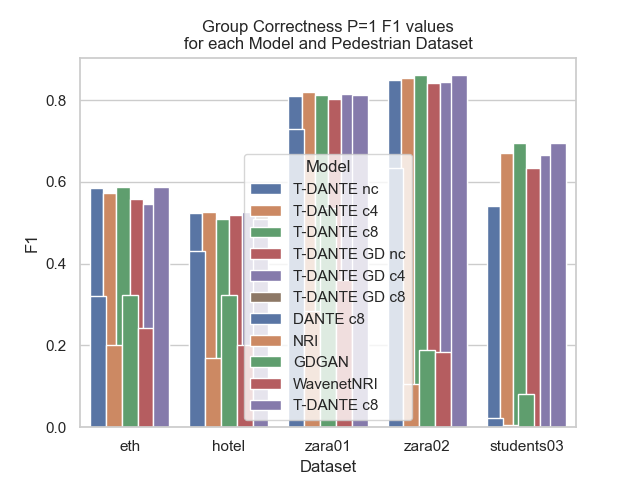 Group Correctness P=1 F1 values
for each Model and Pedestrian Dataset
F1
0.8
0.6
0.4
0.2
0.0
Model
T-DANTE nc
T-DANTE c4
T-DANTE c8
T-DANTE GD nc
T-DANTE GD c4
T-DANTE GD c8
DANTE c8
NRI
GDGAN
WavenetNRI
T-DANTE c8
eth
hotel
zara01
zara02
students03
Dataset